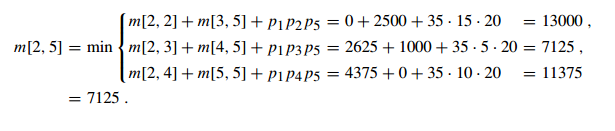 m[2, 2] + m[3, 5] + p₁p₂p₅ = 0 + 2500 + 35 · 15 · 20 = 13000 ,
m[2, 5] = min { m[2, 3] + m[4, 5] + p₁p₃p₅ = 2625 + 1000 + 35 · 5 · 20 = 7125 ,
m[2, 4] + m[5, 5] + p₁p₄p₅ = 4375 + 0 + 35 · 10 · 20 = 11375
= 7125 .